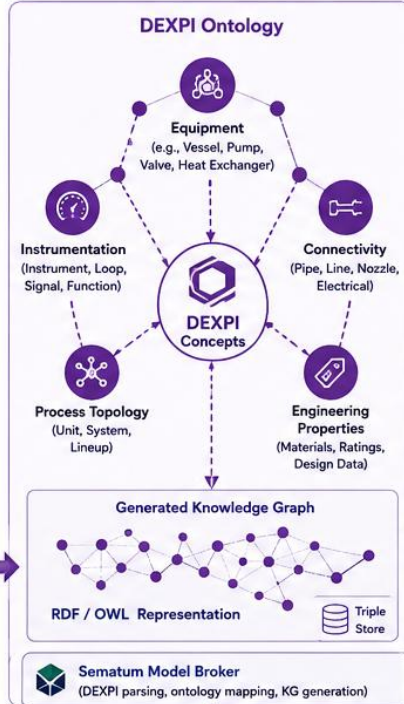 DEXPI Ontology
Equipment
(e.g., Vessel, Pump,
Valve, Heat Exchanger)
Instrumentation
(Instrument, Loop,
Signal, Function)
Connectivity
(Pipe, Line, Nozzle,
Electrical)
DEXPI
Concepts
Process Topology
(Unit, System,
Lineup)
Engineering
Properties
(Materials, Ratings,
Design Data)
Generated Knowledge Graph
RDF / OWL Representation
Triple
Store
Sematum Model Broker
(DEXPI parsing, ontology mapping, KG generation)